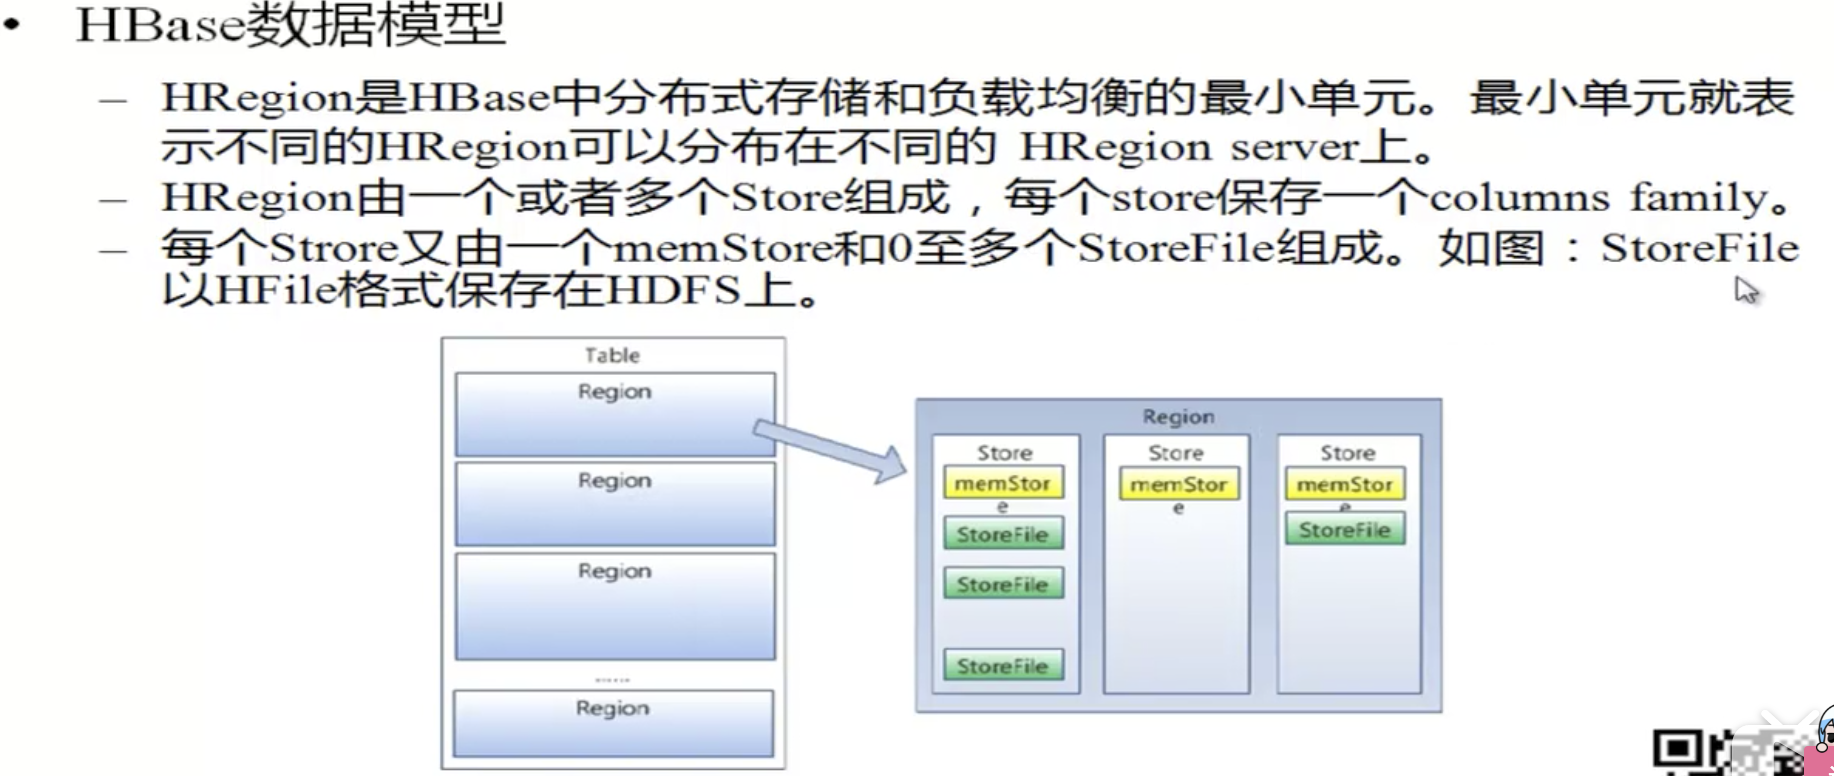 • HBase数据模型
– HRegion是HBase中分布式存储和负载均衡的最小单元。最小单元就表
示不同的HRegion可以分布在不同的 HRegion server上。
– HRegion由一个或者多个Store组成，每个store保存一个columns family。
– 每个Strore又由一个memStore和0至多个StoreFile组成。如图：StoreFile
以HFile格式保存在HDFS上。
Table
Region
Region
Region
......
Region
Region
Store
memStor
e
StoreFile
StoreFile
StoreFile
Store
memStor
e
Store
memStor
e
StoreFile